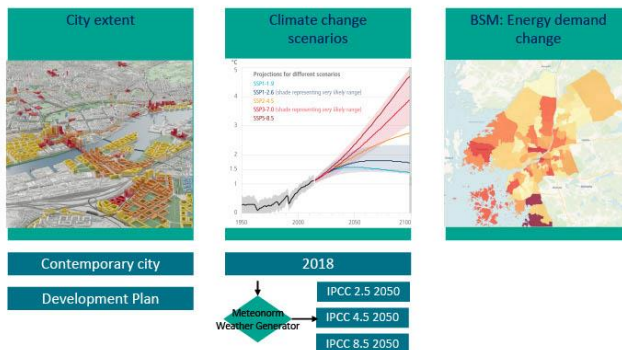 City extent
Climate change
scenarios
BSM: Energy demand
change
°C
5
4
3
2
1.5
1
0
1950
2000
2050
2100
Projections for different scenarios
SSP1-1.9
SSP1-2.6 (shade representing very likely range)
SSP2-4.5
SSP3-7.0 (shade representing very likely range)
SSP5-8.5
Contemporary city
Development Plan
2018
Meteonorm
Weather Generator
IPCC 2.5 2050
IPCC 4.5 2050
IPCC 8.5 2050